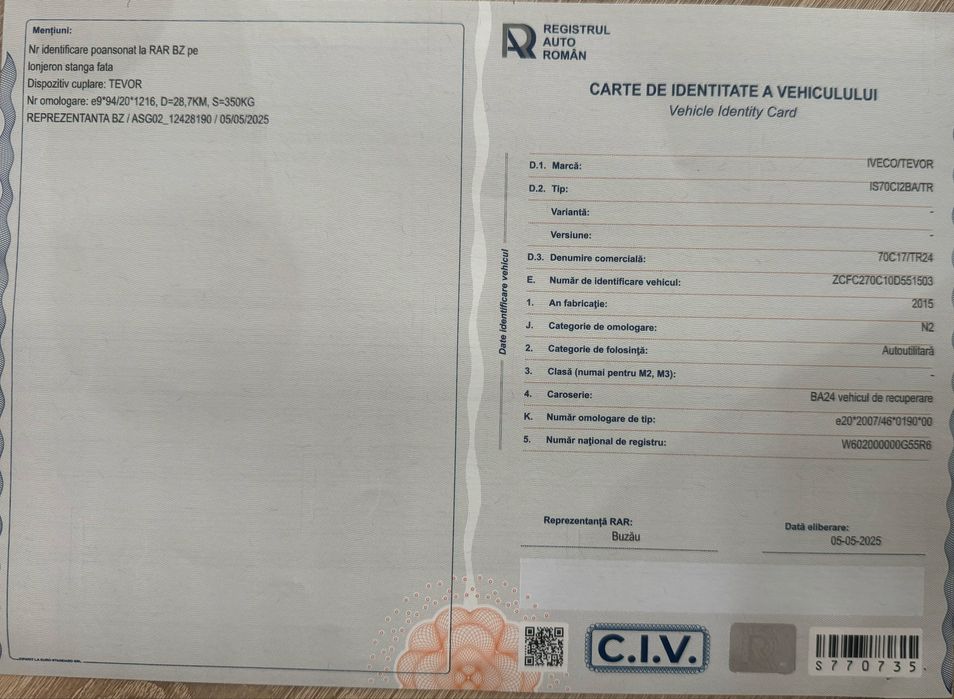 Mențiuni:
Nr identificare poansonat la RAR BZ pe
lonjeron stanga fata
Dispozitiv cuplare: TEVOR
Nr omologare: e9*94/20*1216, D=28,7KM, S=350KG
REPREZENTANTA BZ / ASG02_12428190 / 05/05/2025
REGISTRUL
AUTO
ROMÂN
CARTE DE IDENTITATE A VEHICULULUI
Vehicle Identity Card
Date identificare vehicul
D.1. Marcă: IVECO/TEVOR
D.2. Tip: IS70CI2BA/TR
Variantă: -
Versiune: -
D.3. Denumire comercială: 70C17/TR24
E. Număr de identificare vehicul: ZCFC270C10D551503
1. An fabricație: 2015
J. Categorie de omologare: N2
2. Categorie de folosință: Autoutilitară
3. Clasă (numai pentru M2, M3): -
4. Caroserie: BA24 vehicul de recuperare
K. Număr omologare de tip: e20*2007/46*0190*00
5. Număr național de registru: W602000000G55R6
Reprezentanță RAR:
Buzău
Dată eliberare:
05-05-2025
C.I.V.
S770735